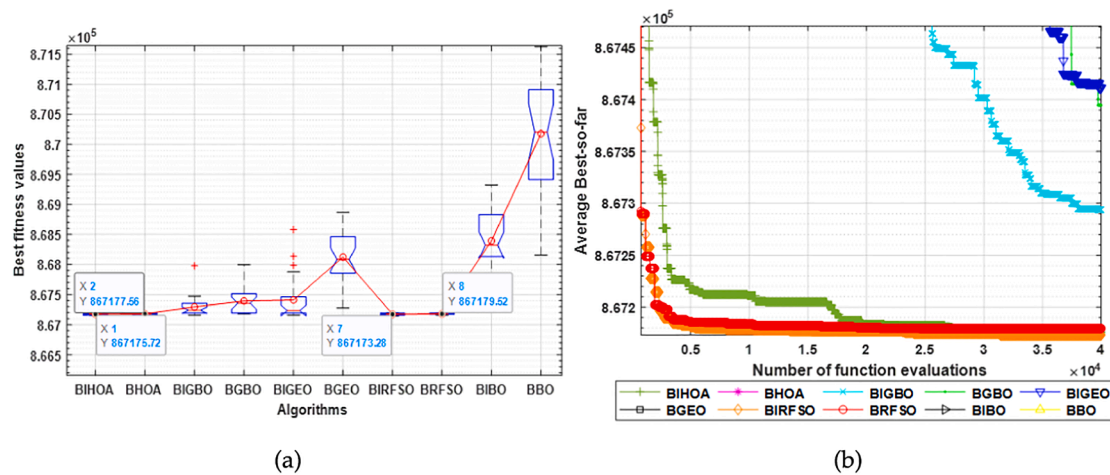 ×10⁵
8.715
8.71
8.705
8.7
8.695
8.69
8.685
8.68
8.675
8.67
8.665
Best fitness values
X 2
Y 867177.56
X 1
Y 867175.72
X 7
Y 867173.28
X 8
Y 867179.52
BIHOA BHOA BIGBO BGBO BIGEO BGEO BIRFSO BRFSO BIBO BBO
Algorithms
(a)
×10⁵
8.6745
8.674
8.6735
8.673
8.6725
8.672
Average Best-so-far
0.5 1 1.5 2 2.5 3 3.5 4
Number of function evaluations ×10⁴
BIHOA BHOA BIGBO BGBO BIGEO
BGEO BIRFSO BRFSO BIBO BBO
(b)